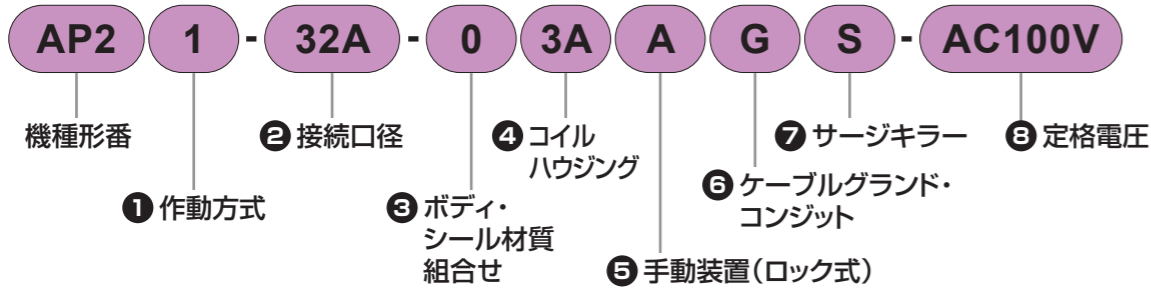 AP2 1 - 32A - 0 3A A G S - AC100V
機種形番
❶ 作動方式
❷ 接続口径
❸ ボディ・
シール材質
組合せ
❹ コイル
ハウジング
❺ 手動装置(ロック式)
❻ ケーブルグランド・
コンジット
❼ サージキラー
❽ 定格電圧